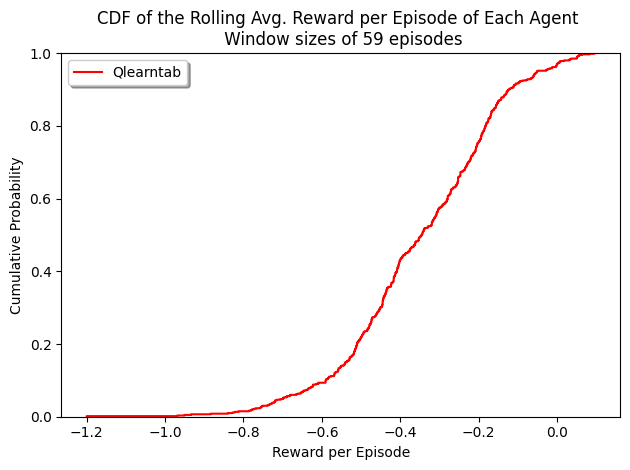 CDF of the Rolling Avg. Reward per Episode of Each Agent
Window sizes of 59 episodes
Qlearntab
1.0
0.8
0.6
0.4
0.2
0.0
Cumulative Probability
−1.2 −1.0 −0.8 −0.6 −0.4 −0.2 0.0
Reward per Episode